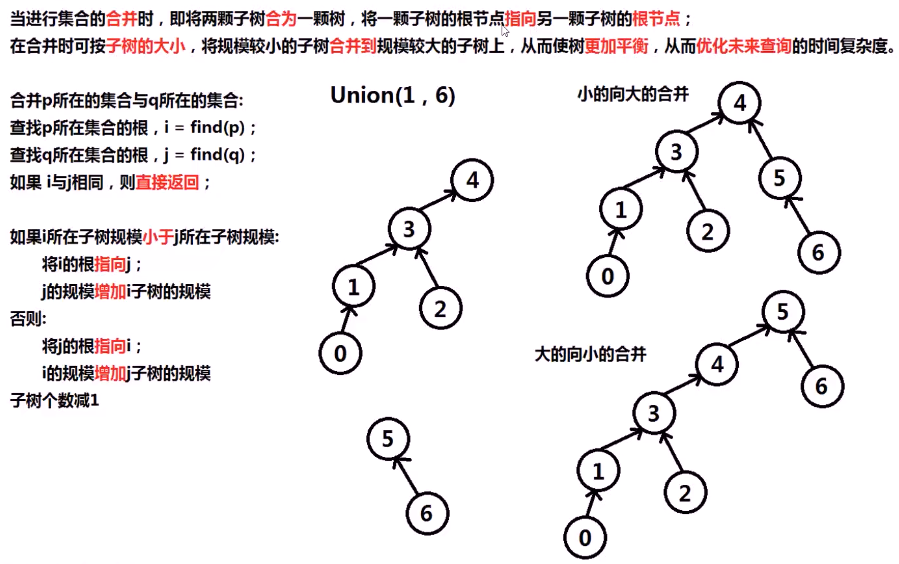 当进行集合的合并时，即将两颗子树合为一颗树，将一颗子树的根节点指向另一颗子树的根节点；
在合并时可按子树的大小，将规模较小的子树合并到规模较大的子树上，从而使树更加平衡，从而优化未来查询的时间复杂度。
合并p所在的集合与q所在的集合:
查找p所在集合的根，i = find(p)；
查找q所在集合的根，j = find(q)；
如果 i与j相同，则直接返回；
如果i所在子树规模小于j所在子树规模:
将i的根指向j；
j的规模增加i子树的规模
否则:
将j的根指向i；
i的规模增加j子树的规模
子树个数减1
Union(1 , 6)
4
3
1
2
0
5
6
小的向大的合并
4
3
5
1
2
6
0
大的向小的合并
5
4
6
3
1
2
0